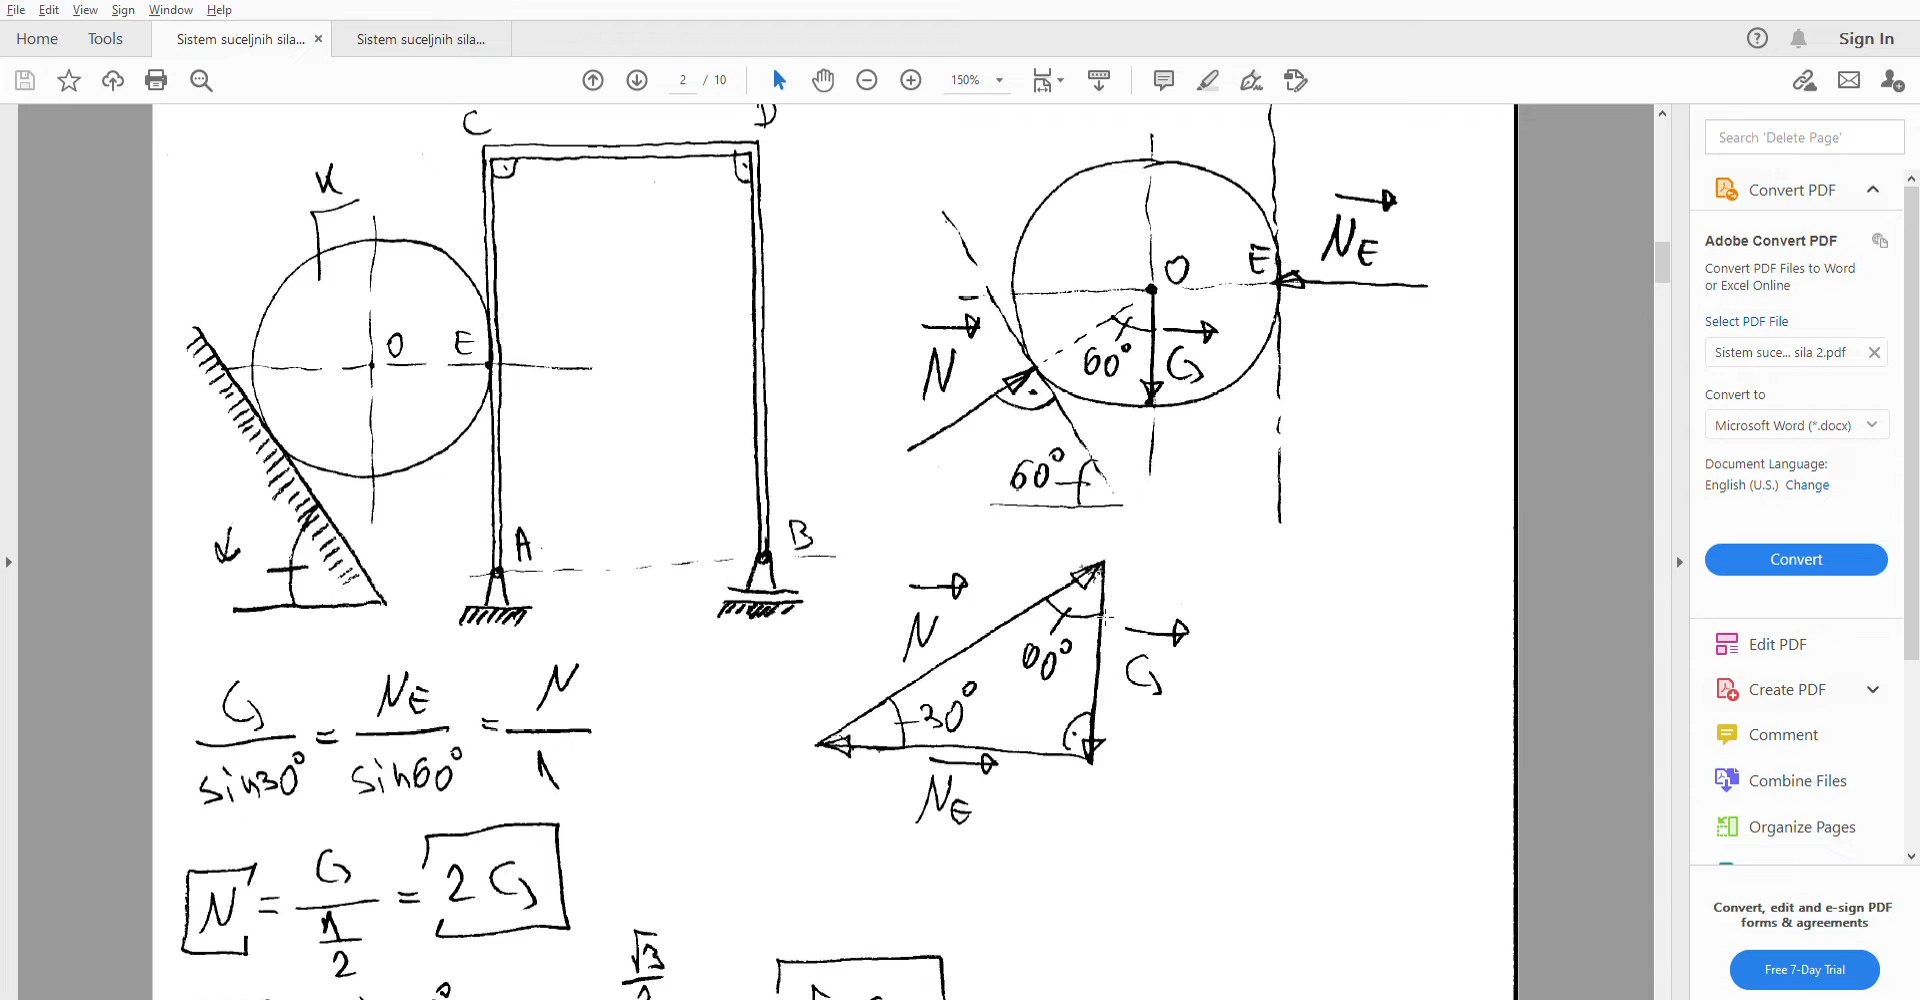 File Edit View Sign Window Help
Home Tools Sistem suceljnih sila... × Sistem suceljnih sila...
Sign In
2 / 10
150%
C D
K
O E
A B
N
60°
O
G
E
N_E
60°
N
60°
30°
G
N_E
G/sin30° = N_E/sin60° = N/1
N = G/(1/2) = 2G
√3
Search 'Delete Page'
Convert PDF
Adobe Convert PDF
Convert PDF Files to Word
or Excel Online
Select PDF File
Sistem suce... sila 2.pdf
Convert to
Microsoft Word (*.docx)
Document Language:
English (U.S.) Change
Convert
Edit PDF
Create PDF
Comment
Combine Files
Organize Pages
Convert, edit and e-sign PDF
forms & agreements
Free 7-Day Trial